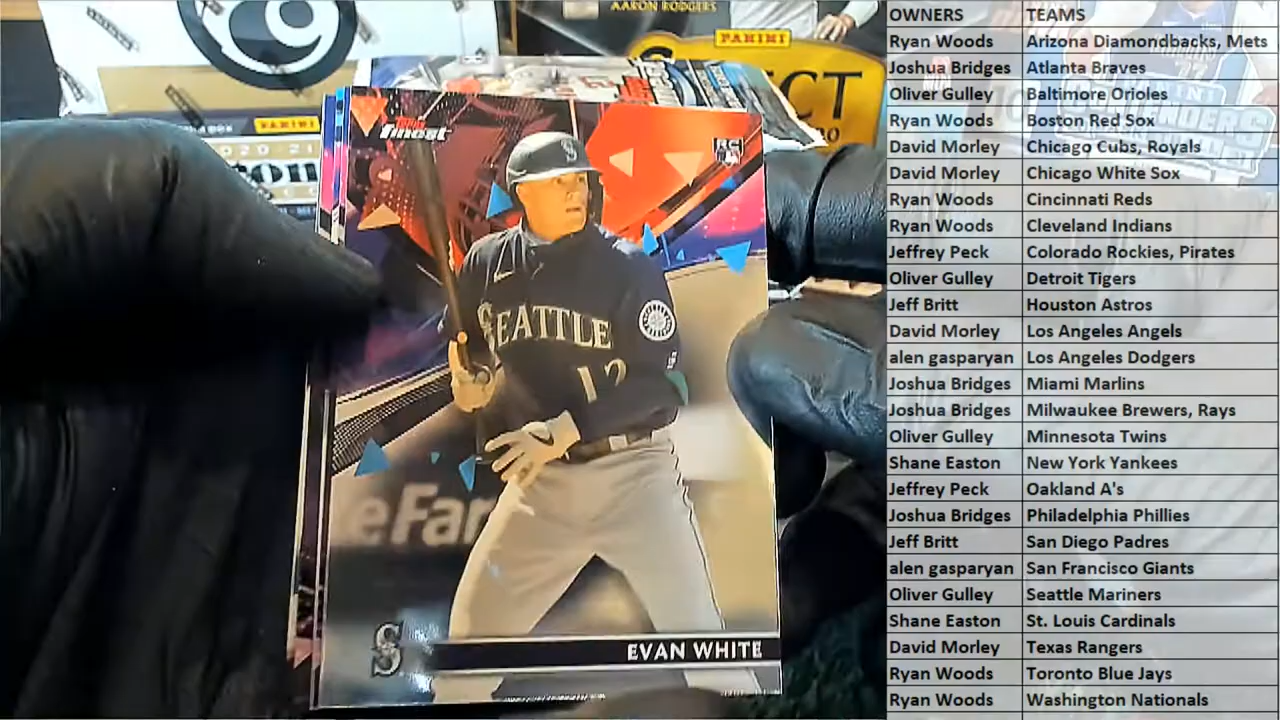 AARON RODGERS
PANINI
PANINI
2020 21
CT
Topps
finest
RC
S
SEATTLE
12
eFar
S
EVAN WHITE
OWNERS TEAMS
Ryan Woods Arizona Diamondbacks, Mets
Joshua Bridges Atlanta Braves
Oliver Gulley Baltimore Orioles
Ryan Woods Boston Red Sox
David Morley Chicago Cubs, Royals
David Morley Chicago White Sox
Ryan Woods Cincinnati Reds
Ryan Woods Cleveland Indians
Jeffrey Peck Colorado Rockies, Pirates
Oliver Gulley Detroit Tigers
Jeff Britt Houston Astros
David Morley Los Angeles Angels
alen gasparyan Los Angeles Dodgers
Joshua Bridges Miami Marlins
Joshua Bridges Milwaukee Brewers, Rays
Oliver Gulley Minnesota Twins
Shane Easton New York Yankees
Jeffrey Peck Oakland A's
Joshua Bridges Philadelphia Phillies
Jeff Britt San Diego Padres
alen gasparyan San Francisco Giants
Oliver Gulley Seattle Mariners
Shane Easton St. Louis Cardinals
David Morley Texas Rangers
Ryan Woods Toronto Blue Jays
Ryan Woods Washington Nationals